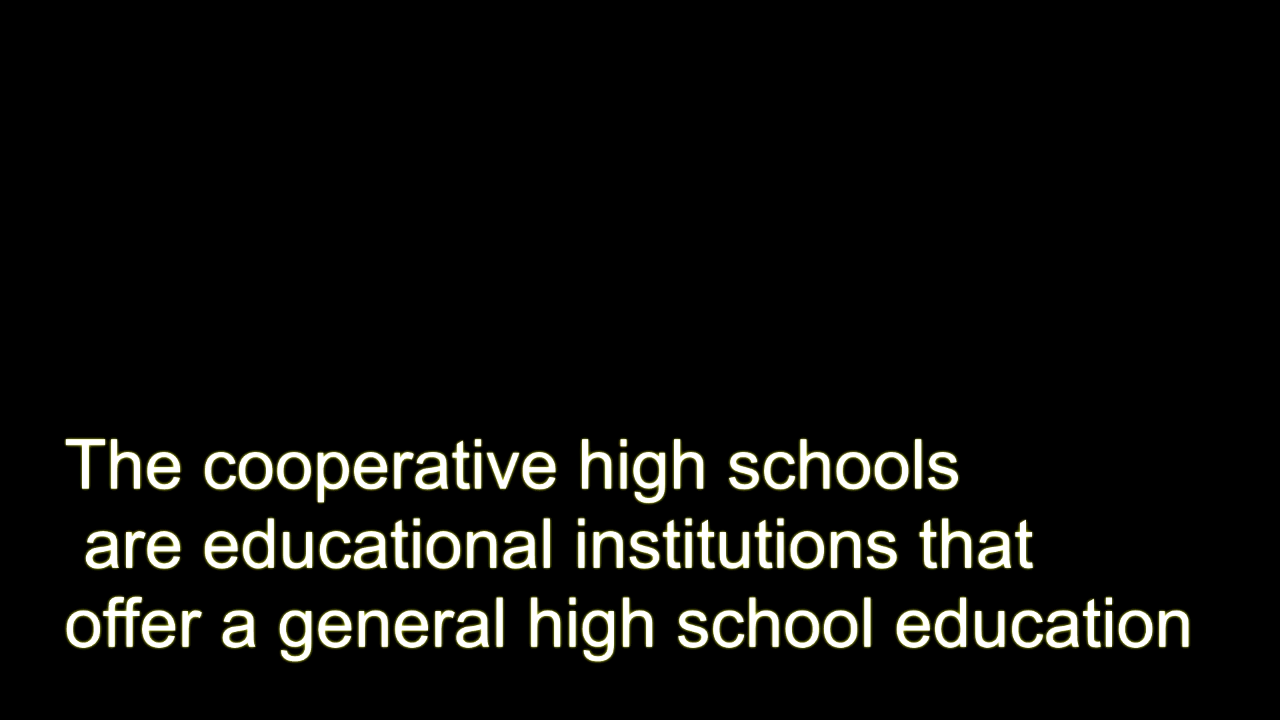 The cooperative high schools
are educational institutions that
offer a general high school education